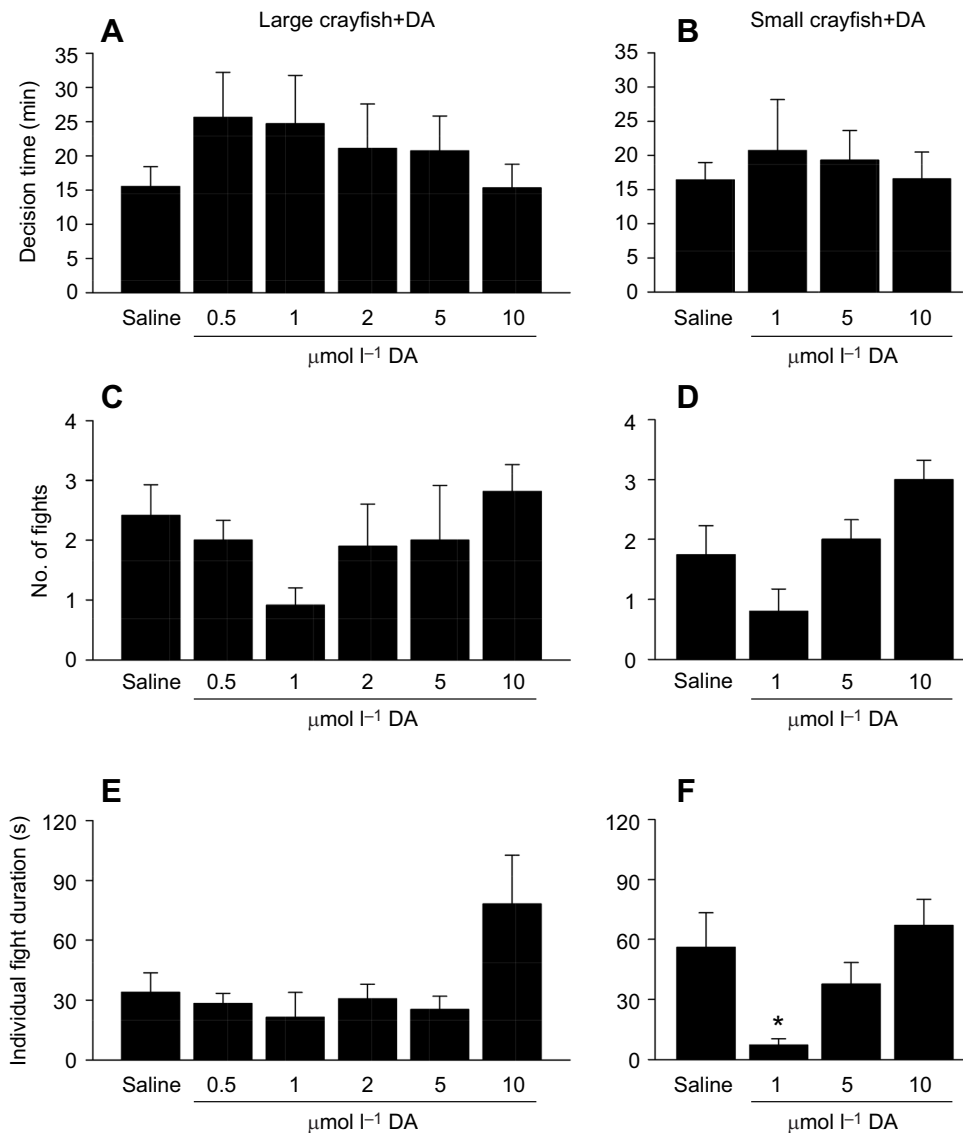 Large crayfish+DA
Small crayfish+DA
A
Decision time (min)
35
30
25
20
15
10
5
0
Saline 0.5 1 2 5 10
μmol l⁻¹ DA
B
35
30
25
20
15
10
5
0
Saline 1 5 10
μmol l⁻¹ DA
C
No. of fights
4
3
2
1
0
Saline 0.5 1 2 5 10
μmol l⁻¹ DA
D
4
3
2
1
0
Saline 1 5 10
μmol l⁻¹ DA
E
Individual fight duration (s)
120
90
60
30
0
Saline 0.5 1 2 5 10
μmol l⁻¹ DA
F
120
90
60
30
0
*
Saline 1 5 10
μmol l⁻¹ DA